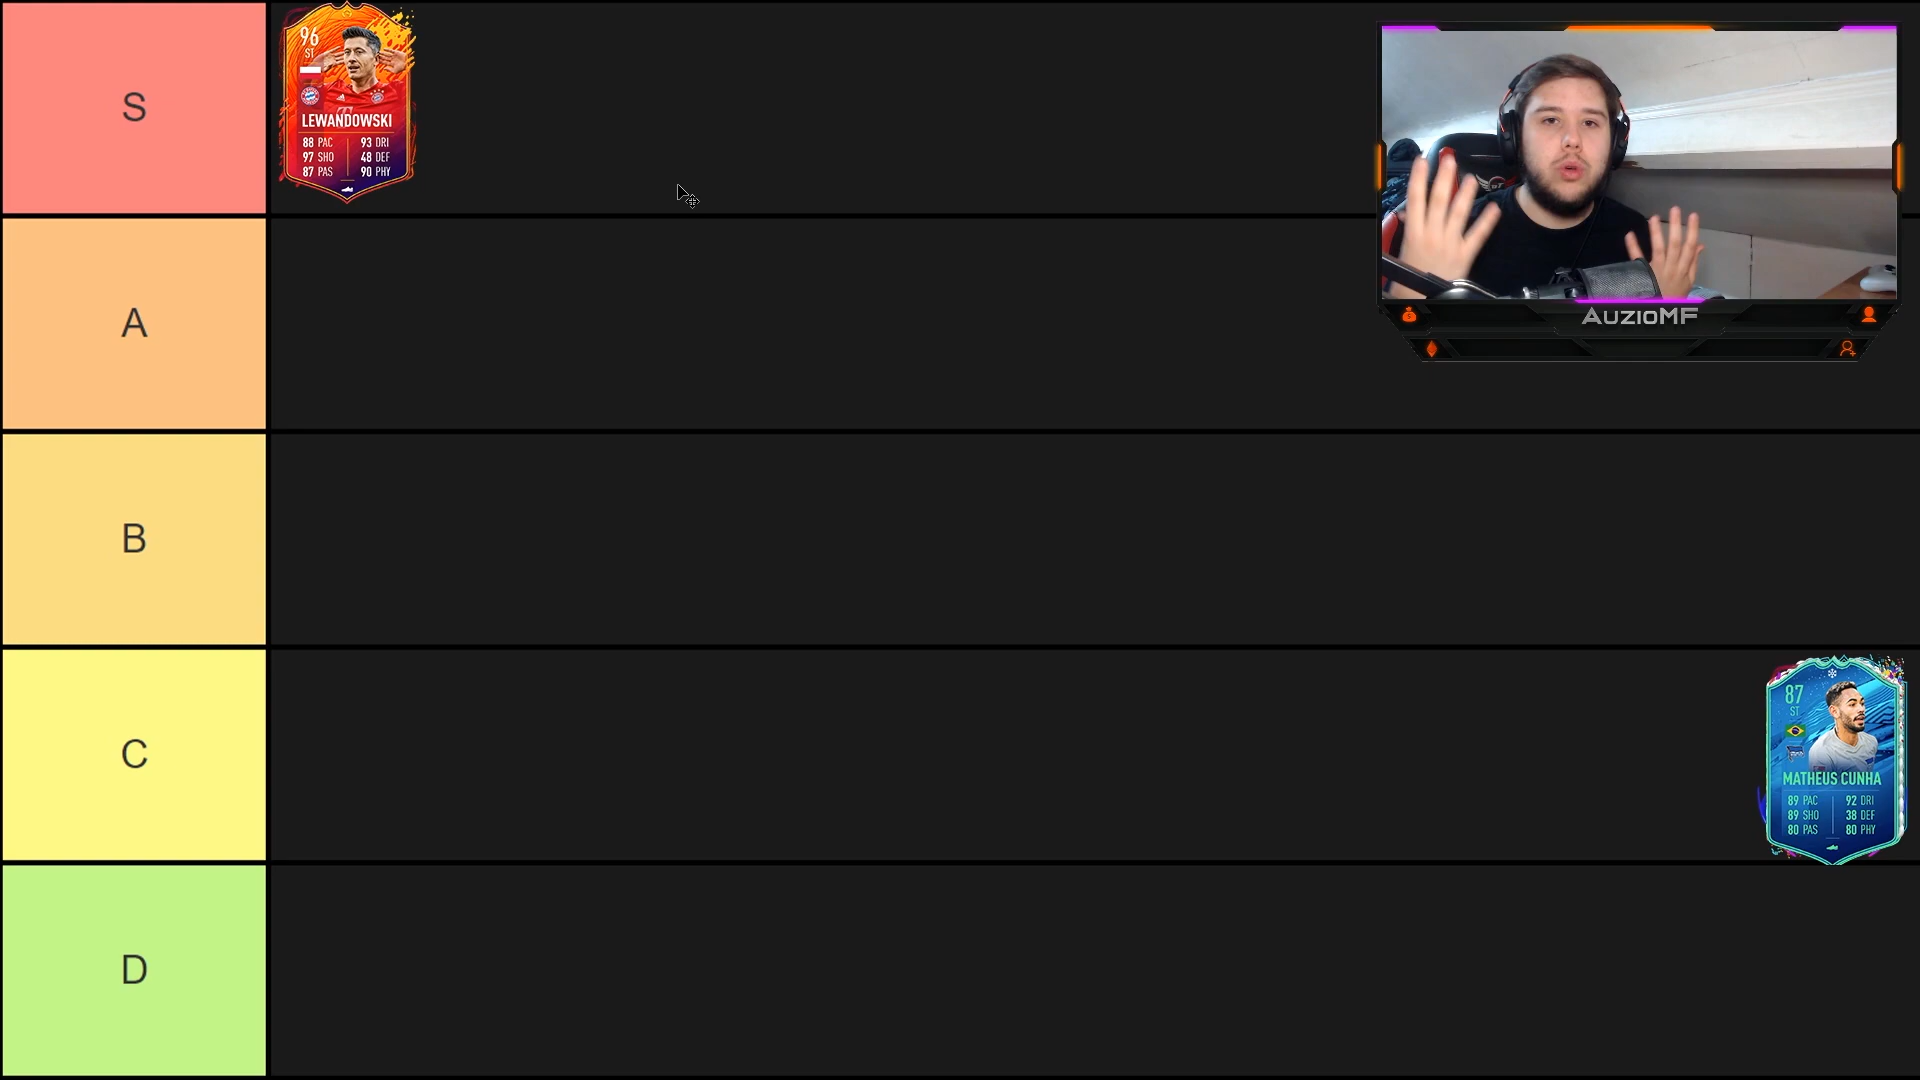 S
96
ST
LEWANDOWSKI
88 PAC 93 DRI
97 SHO 48 DEF
87 PAS 90 PHY
AUZIOMF
A
B
C
87
ST
MATHEUS CUNHA
89 PAC 92 DRI
89 SHO 38 DEF
80 PAS 80 PHY
D